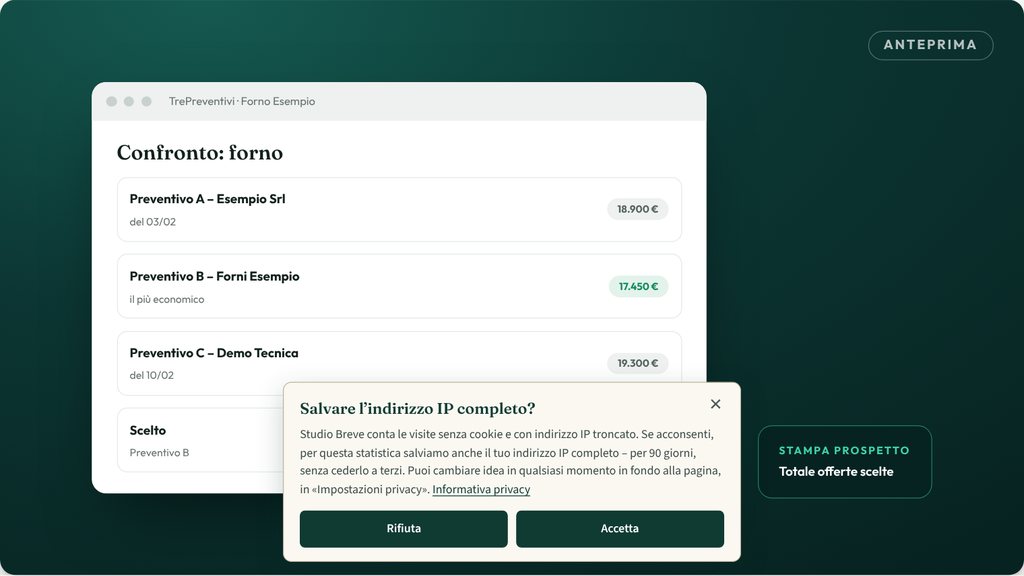 ANTEPRIMA
TrePreventivi · Forno Esempio
Confronto: forno
Preventivo A – Esempio Srl
del 03/02
18.900 €
Preventivo B – Forni Esempio
il più economico
17.450 €
Preventivo C – Demo Tecnica
del 10/02
19.300 €
Scelto
Preventivo B
Salvare l’indirizzo IP completo?
Studio Breve conta le visite senza cookie e con indirizzo IP troncato. Se acconsenti,
per questa statistica salviamo anche il tuo indirizzo IP completo – per 90 giorni,
senza cederlo a terzi. Puoi cambiare idea in qualsiasi momento in fondo alla pagina,
in «Impostazioni privacy». Informativa privacy
Rifiuta
Accetta
STAMPA PROSPETTO
Totale offerte scelte